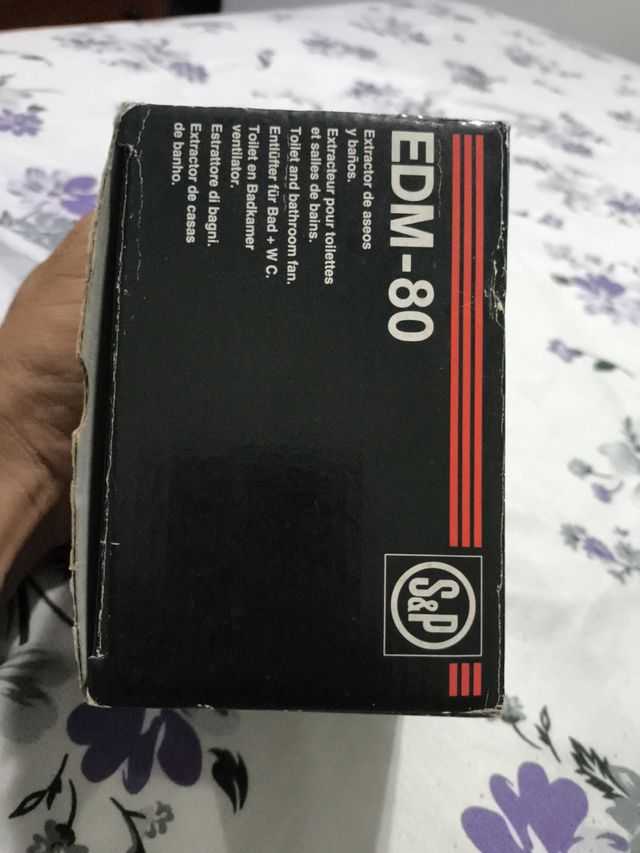 EDM-80
Extractor de aseos
y baños.
Extracteur pour toilettes
et salles de bains.
Toilet and bathroom fan.
Entlüfter für Bad + W C.
Toilet en Badkamer
ventilator.
Estrattore di bagni.
Extractor de casas
de banho.
S&P